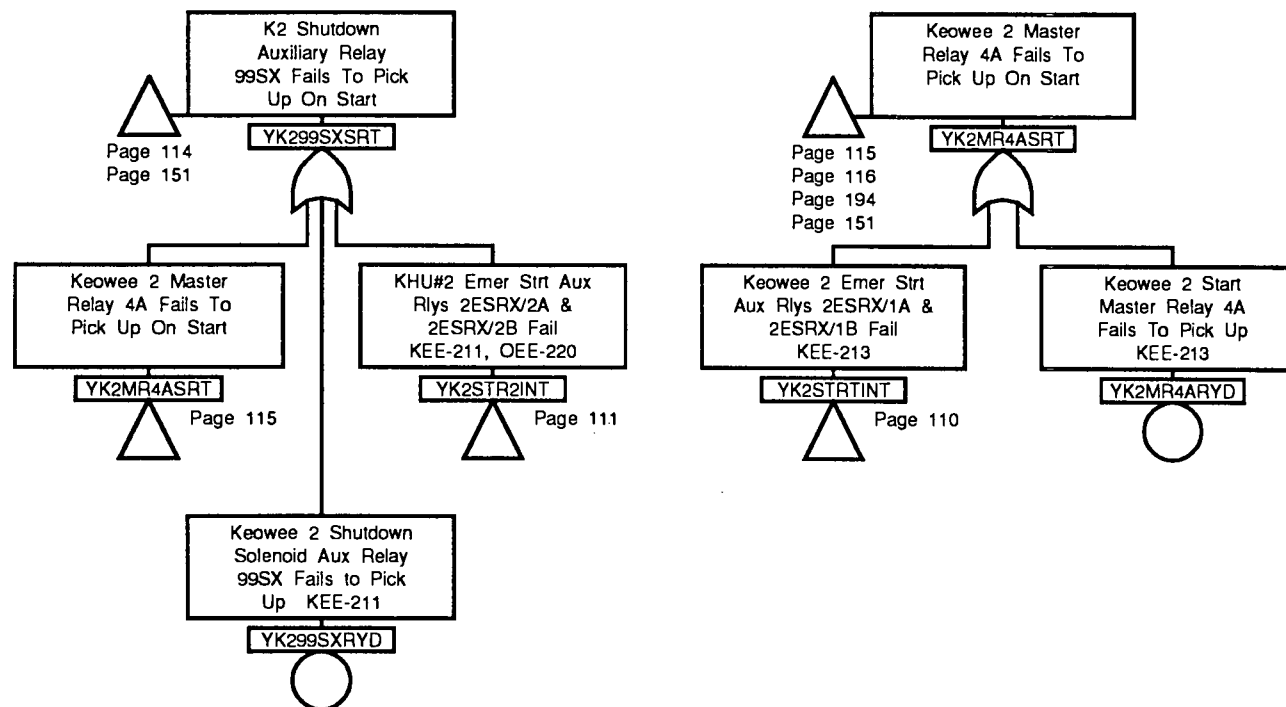 K2 Shutdown
Auxiliary Relay
99SX Fails To Pick
Up On Start
YK299SXSRT
Page 114
Page 151
Keowee 2 Master
Relay 4A Fails To
Pick Up On Start
YK2MR4ASRT
Page 115
KHU#2 Emer Strt Aux
Rlys 2ESRX/2A &
2ESRX/2B Fail
KEE-211, OEE-220
YK2STR2INT
Page 111
Keowee 2 Shutdown
Solenoid Aux Relay
99SX Fails to Pick
Up KEE-211
YK299SXRYD
Keowee 2 Master
Relay 4A Fails To
Pick Up On Start
YK2MR4ASRT
Page 115
Page 116
Page 194
Page 151
Keowee 2 Emer Strt
Aux Rlys 2ESRX/1A &
2ESRX/1B Fail
KEE-213
YK2STRTINT
Page 110
Keowee 2 Start
Master Relay 4A
Fails To Pick Up
KEE-213
YK2MR4ARYD